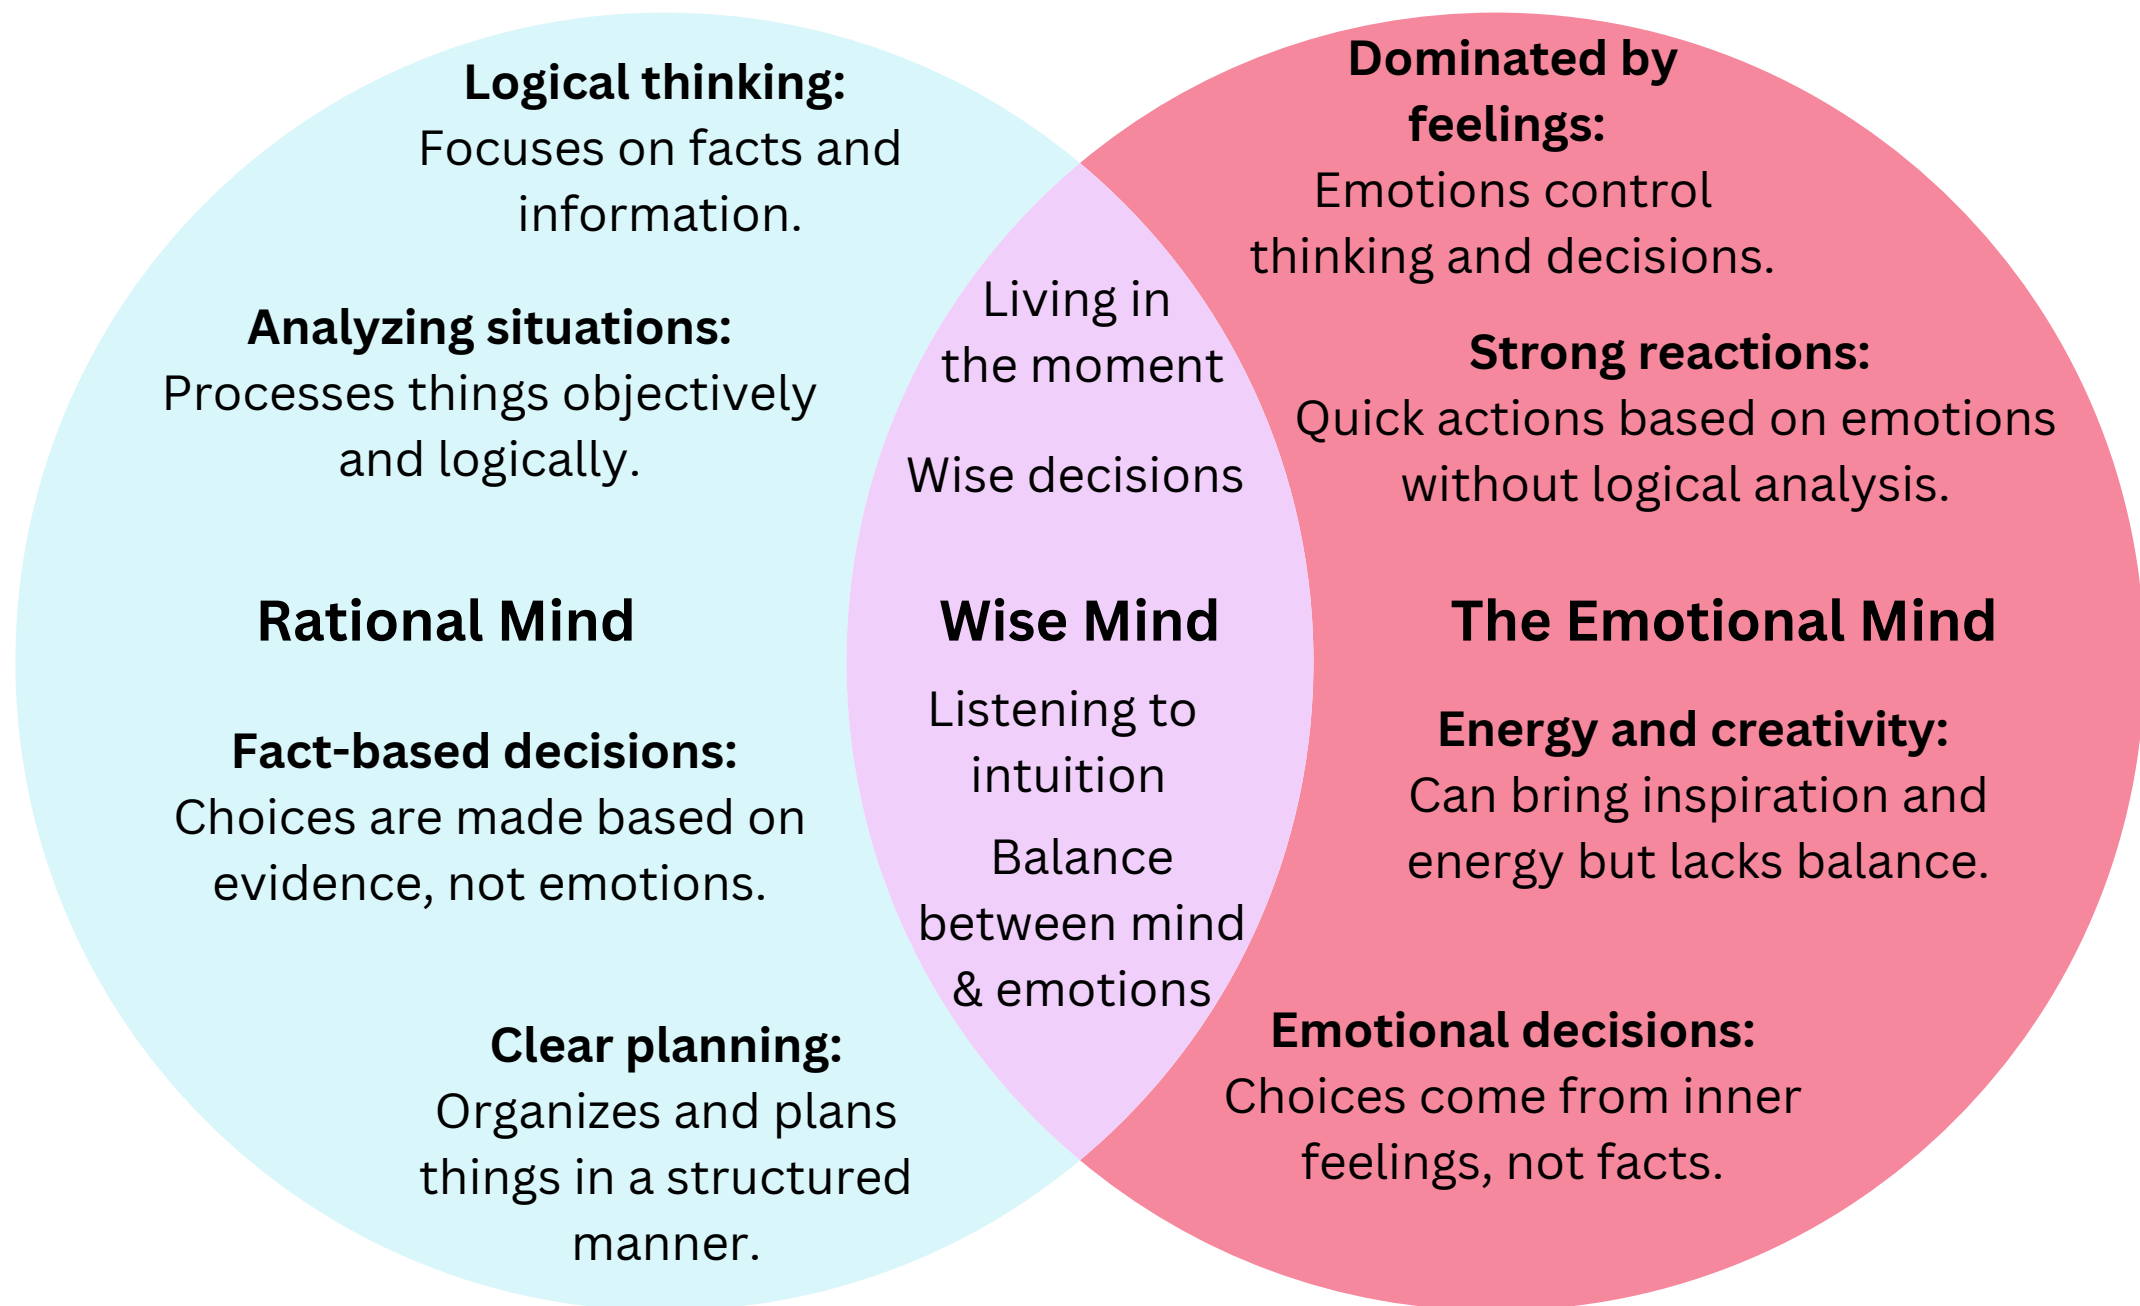 Logical thinking:
Focuses on facts and
information.
Analyzing situations:
Processes things objectively
and logically.
Rational Mind
Fact-based decisions:
Choices are made based on
evidence, not emotions.
Clear planning:
Organizes and plans
things in a structured
manner.
Living in
the moment
Wise decisions
Wise Mind
Listening to
intuition
Balance
between mind
& emotions
Dominated by
feelings:
Emotions control
thinking and decisions.
Strong reactions:
Quick actions based on emotions
without logical analysis.
The Emotional Mind
Energy and creativity:
Can bring inspiration and
energy but lacks balance.
Emotional decisions:
Choices come from inner
feelings, not facts.